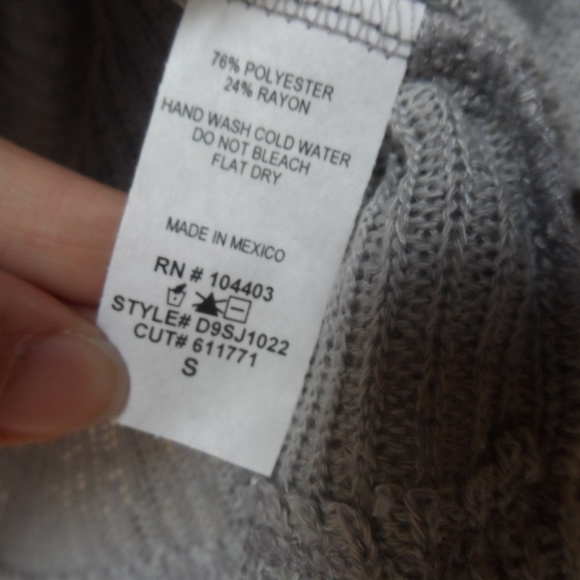 76% POLYESTER
24% RAYON
HAND WASH COLD WATER
DO NOT BLEACH
FLAT DRY
MADE IN MEXICO
RN # 104403
STYLE# D9SJ1022
CUT# 611771
S